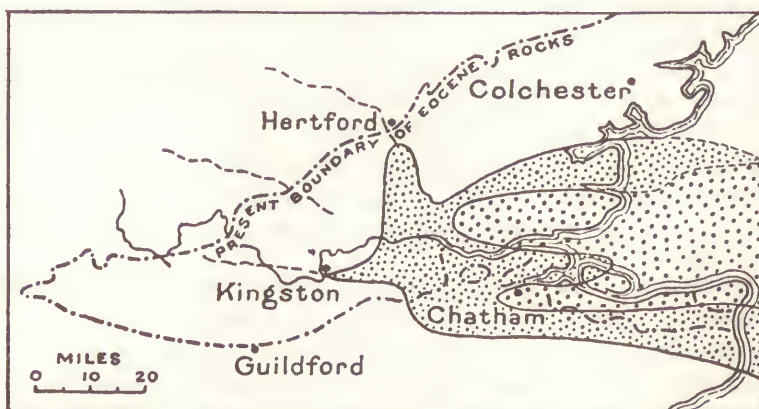 PRESENT BOUNDARY OF EOCENE ROCKS
Colchester
Hertford
Kingston
Chatham
Guildford
MILES
0 10 20